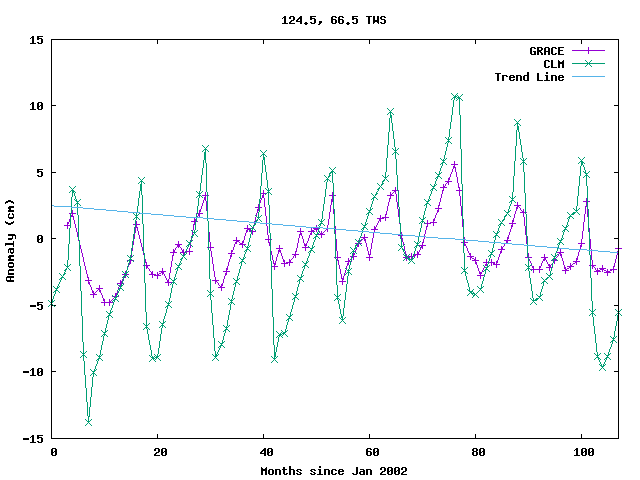 124.5, 66.5 TWS
GRACE
CLM
Trend Line
15
10
5
0
-5
-10
-15
Anomaly (cm)
0 20 40 60 80 100
Months since Jan 2002